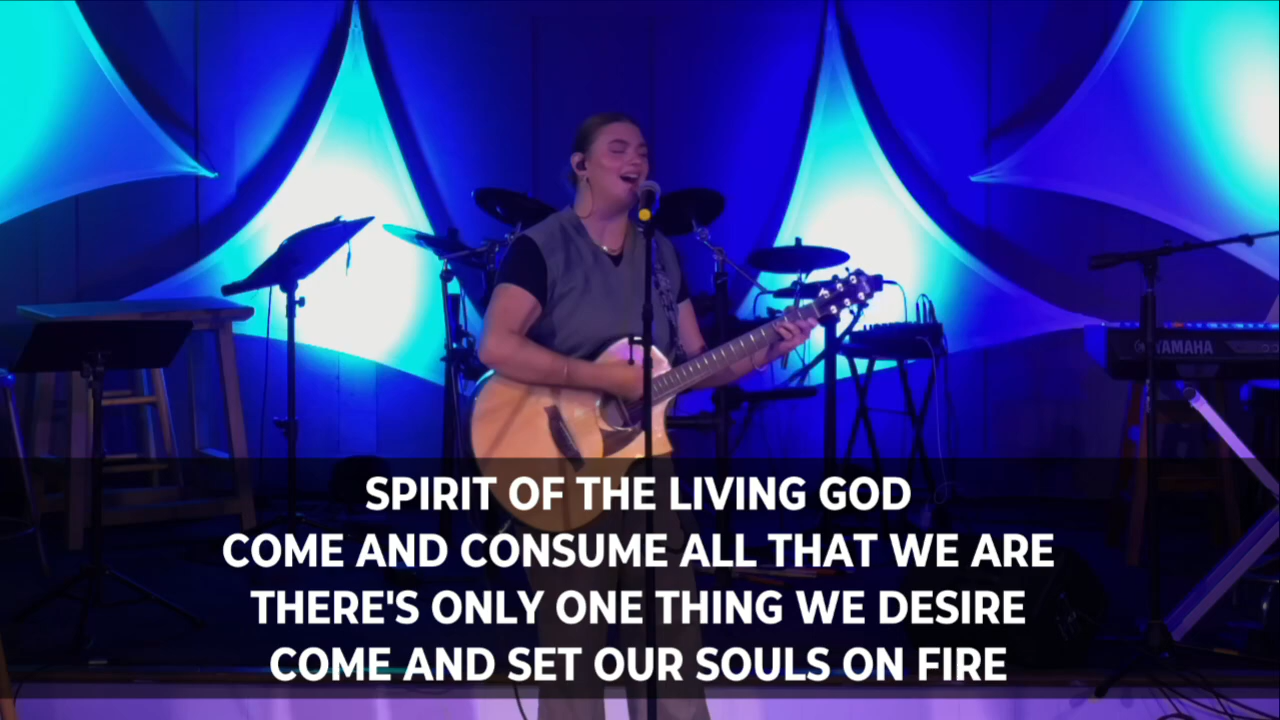 YAMAHA
SPIRIT OF THE LIVING GOD
COME AND CONSUME ALL THAT WE ARE
THERE'S ONLY ONE THING WE DESIRE
COME AND SET OUR SOULS ON FIRE